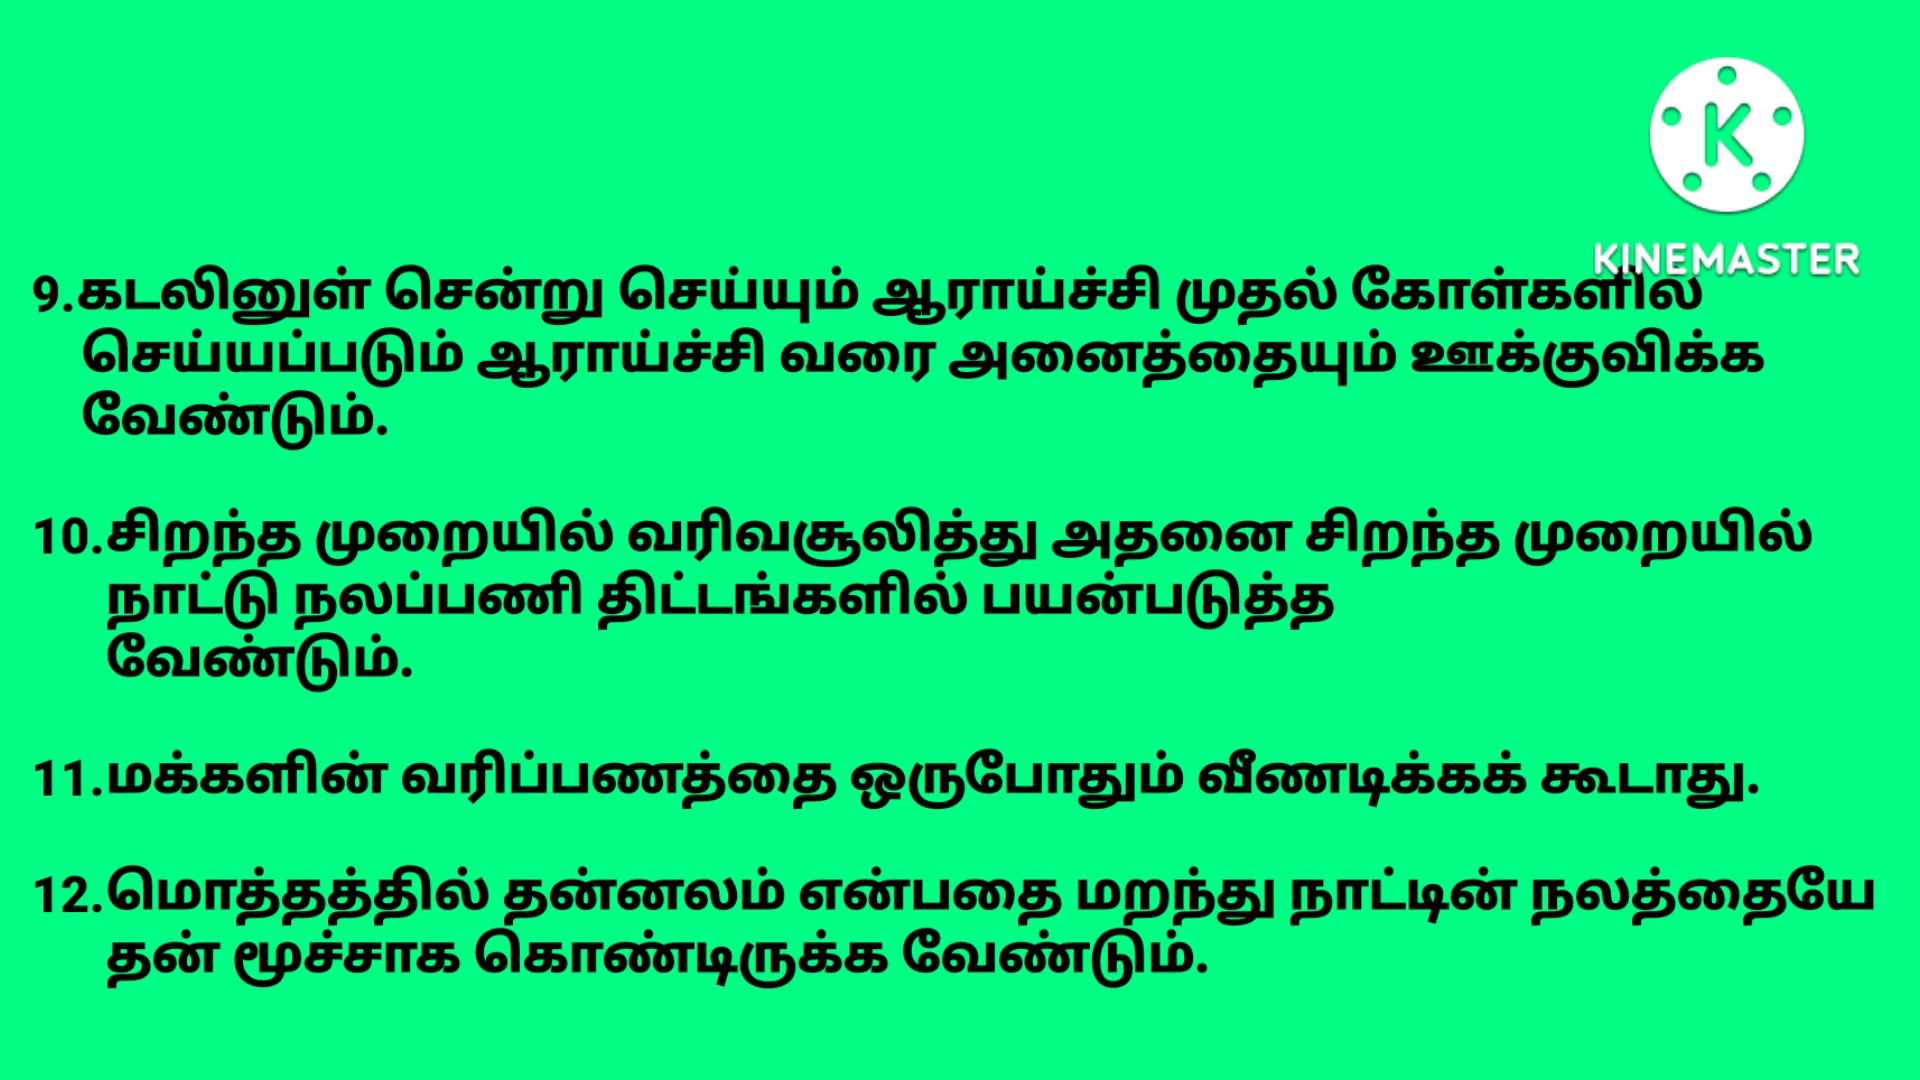 KINEMASTER
9.கடலினுள் சென்று செய்யும் ஆராய்ச்சி முதல் கோள்களில்
செய்யப்படும் ஆராய்ச்சி வரை அனைத்தையும் ஊக்குவிக்க
வேண்டும்.
10.சிறந்த முறையில் வரிவசூலித்து அதனை சிறந்த முறையில்
நாட்டு நலப்பணி திட்டங்களில் பயன்படுத்த
வேண்டும்.
11.மக்களின் வரிப்பணத்தை ஒருபோதும் வீணடிக்கக் கூடாது.
12.மொத்தத்தில் தன்னலம் என்பதை மறந்து நாட்டின் நலத்தையே
தன் மூச்சாக கொண்டிருக்க வேண்டும்.